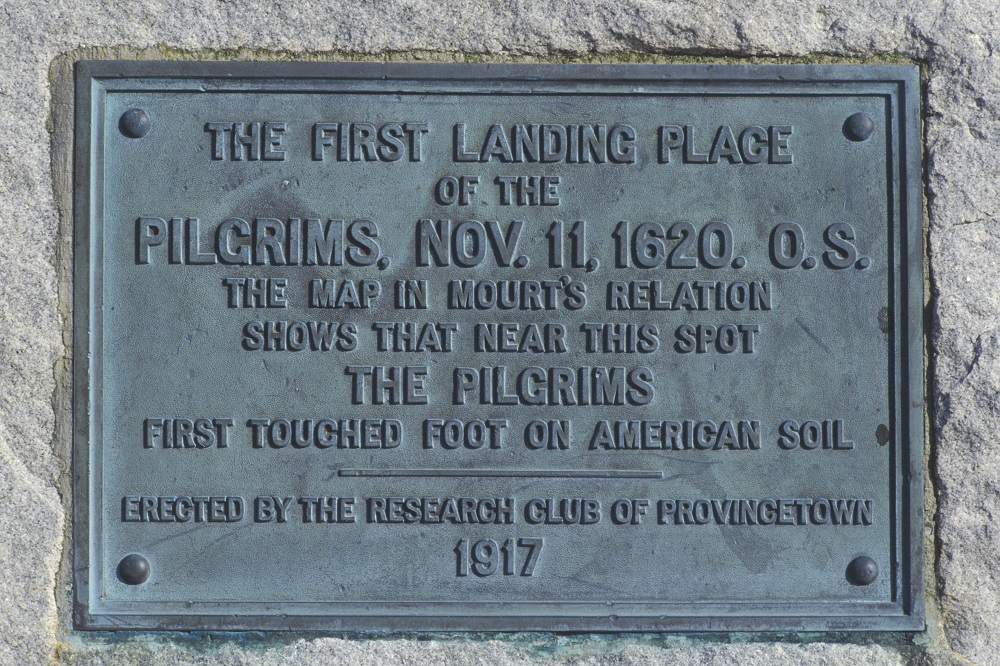 THE FIRST LANDING PLACE
OF THE
PILGRIMS, NOV. 11, 1620. O.S.
THE MAP IN MOURT'S RELATION
SHOWS THAT NEAR THIS SPOT
THE PILGRIMS
FIRST TOUCHED FOOT ON AMERICAN SOIL
ERECTED BY THE RESEARCH CLUB OF PROVINCETOWN
1917